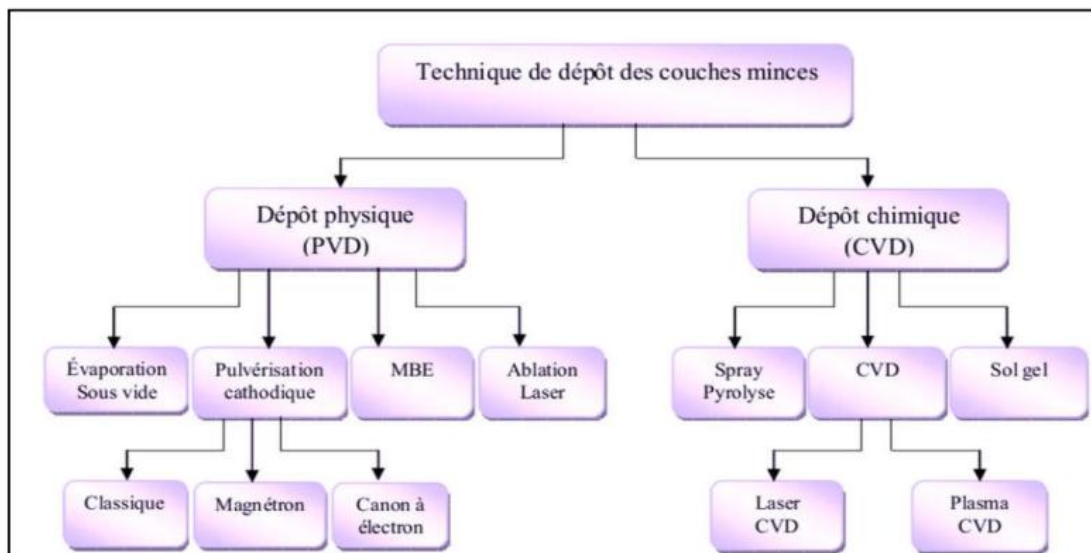 Technique de dépôt des couches minces
Dépôt physique
(PVD)
Dépôt chimique
(CVD)
Évaporation
Sous vide
Pulvérisation
cathodique
MBE
Ablation
Laser
Spray
Pyrolyse
CVD
Sol gel
Classique
Magnétron
Canon à
électron
Laser
CVD
Plasma
CVD